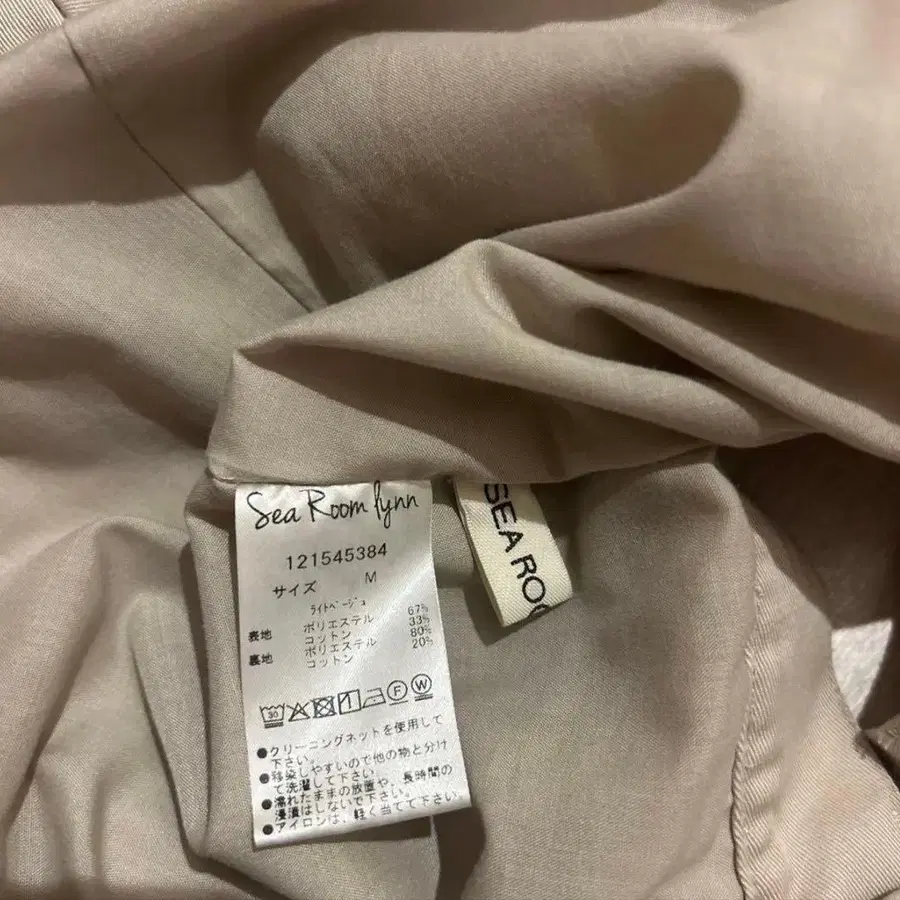 Sea Room lynn
121545384
サイズ M
ライトベージュ
表地 ポリエステル 67%
コットン 33%
裏地 ポリエステル 80%
コットン 20%
30 F W
●クリーニングネットを使用して
下さい。
●移染しやすいので他の物と分け
て洗濯して下さい。
●濡れたままの放置や、長時間の
浸漬はしないで下さい。
●アイロンは、軽く当てて下さい。
SEA ROO